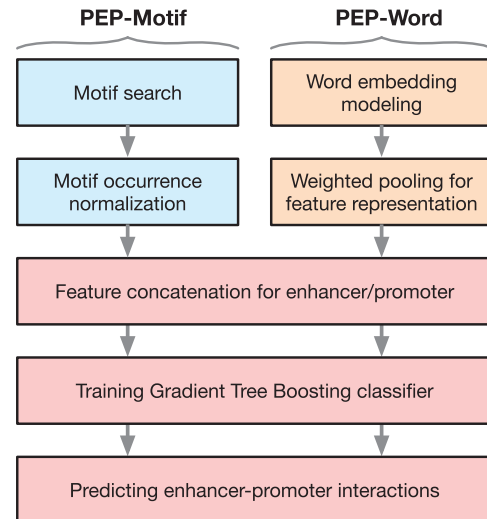 PEP-Motif
PEP-Word
Motif search
Word embedding
modeling
Motif occurrence
normalization
Weighted pooling for
feature representation
Feature concatenation for enhancer/promoter
Training Gradient Tree Boosting classifier
Predicting enhancer-promoter interactions